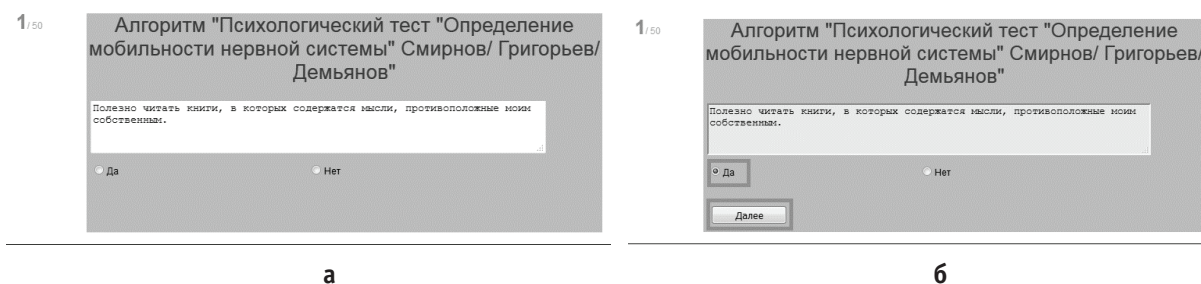 1/50
Алгоритм "Психологический тест "Определение
мобильности нервной системы" Смирнов/ Григорьев/
Демьянов"
Полезно читать книги, в которых содержатся мысли, противоположные моим
собственным.
Да Нет
а
1/50
Алгоритм "Психологический тест "Определение
мобильности нервной системы" Смирнов/ Григорьев/
Демьянов"
Полезно читать книги, в которых содержатся мысли, противоположные моим
собственным.
Да Нет
Далее
б